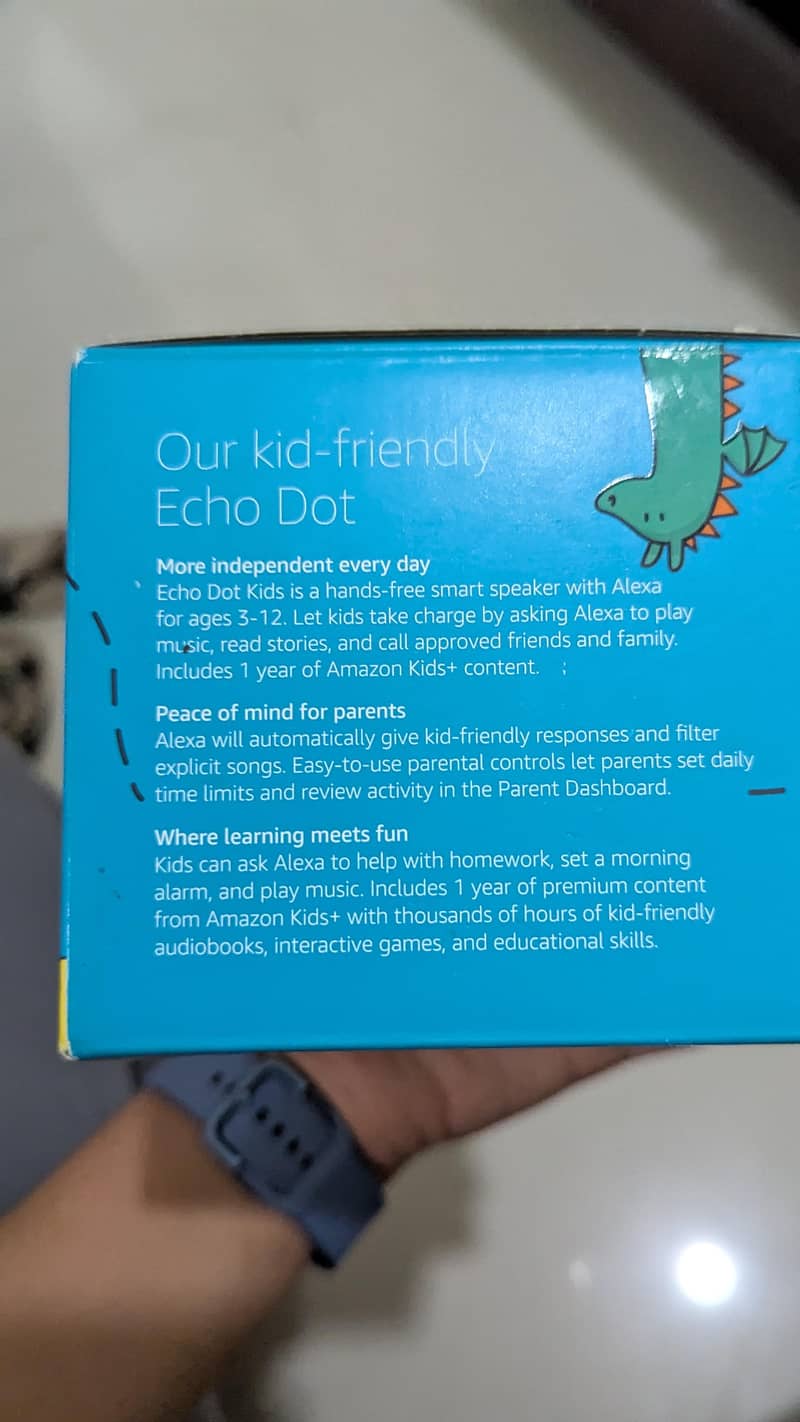 Our kid-friendly
Echo Dot
More independent every day
Echo Dot Kids is a hands-free smart speaker with Alexa
for ages 3-12. Let kids take charge by asking Alexa to play
music, read stories, and call approved friends and family.
Includes 1 year of Amazon Kids+ content.
Peace of mind for parents
Alexa will automatically give kid-friendly responses and filter
explicit songs. Easy-to-use parental controls let parents set daily
time limits and review activity in the Parent Dashboard.
Where learning meets fun
Kids can ask Alexa to help with homework, set a morning
alarm, and play music. Includes 1 year of premium content
from Amazon Kids+ with thousands of hours of kid-friendly
audiobooks, interactive games, and educational skills.